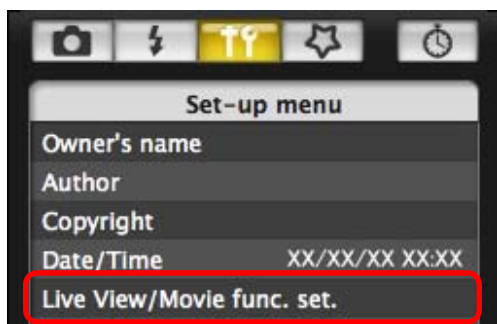 Set-up menu
Owner's name
Author
Copyright
Date/Time XX/XX/XX XX:XX
Live View/Movie func. set.